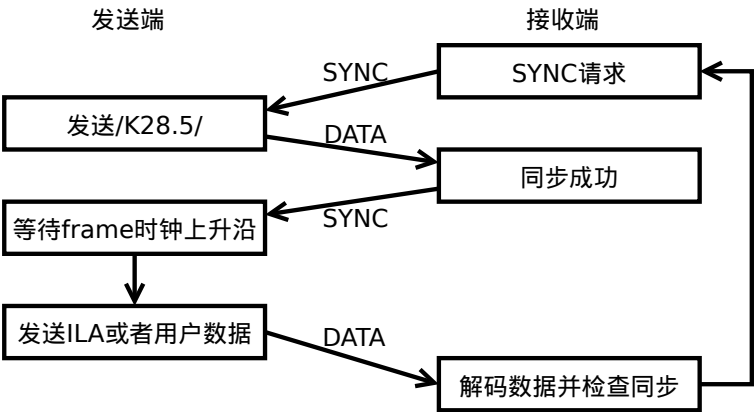 发送端
接收端
SYNC请求
SYNC
发送/K28.5/
DATA
同步成功
SYNC
等待frame时钟上升沿
发送ILA或者用户数据
DATA
解码数据并检查同步